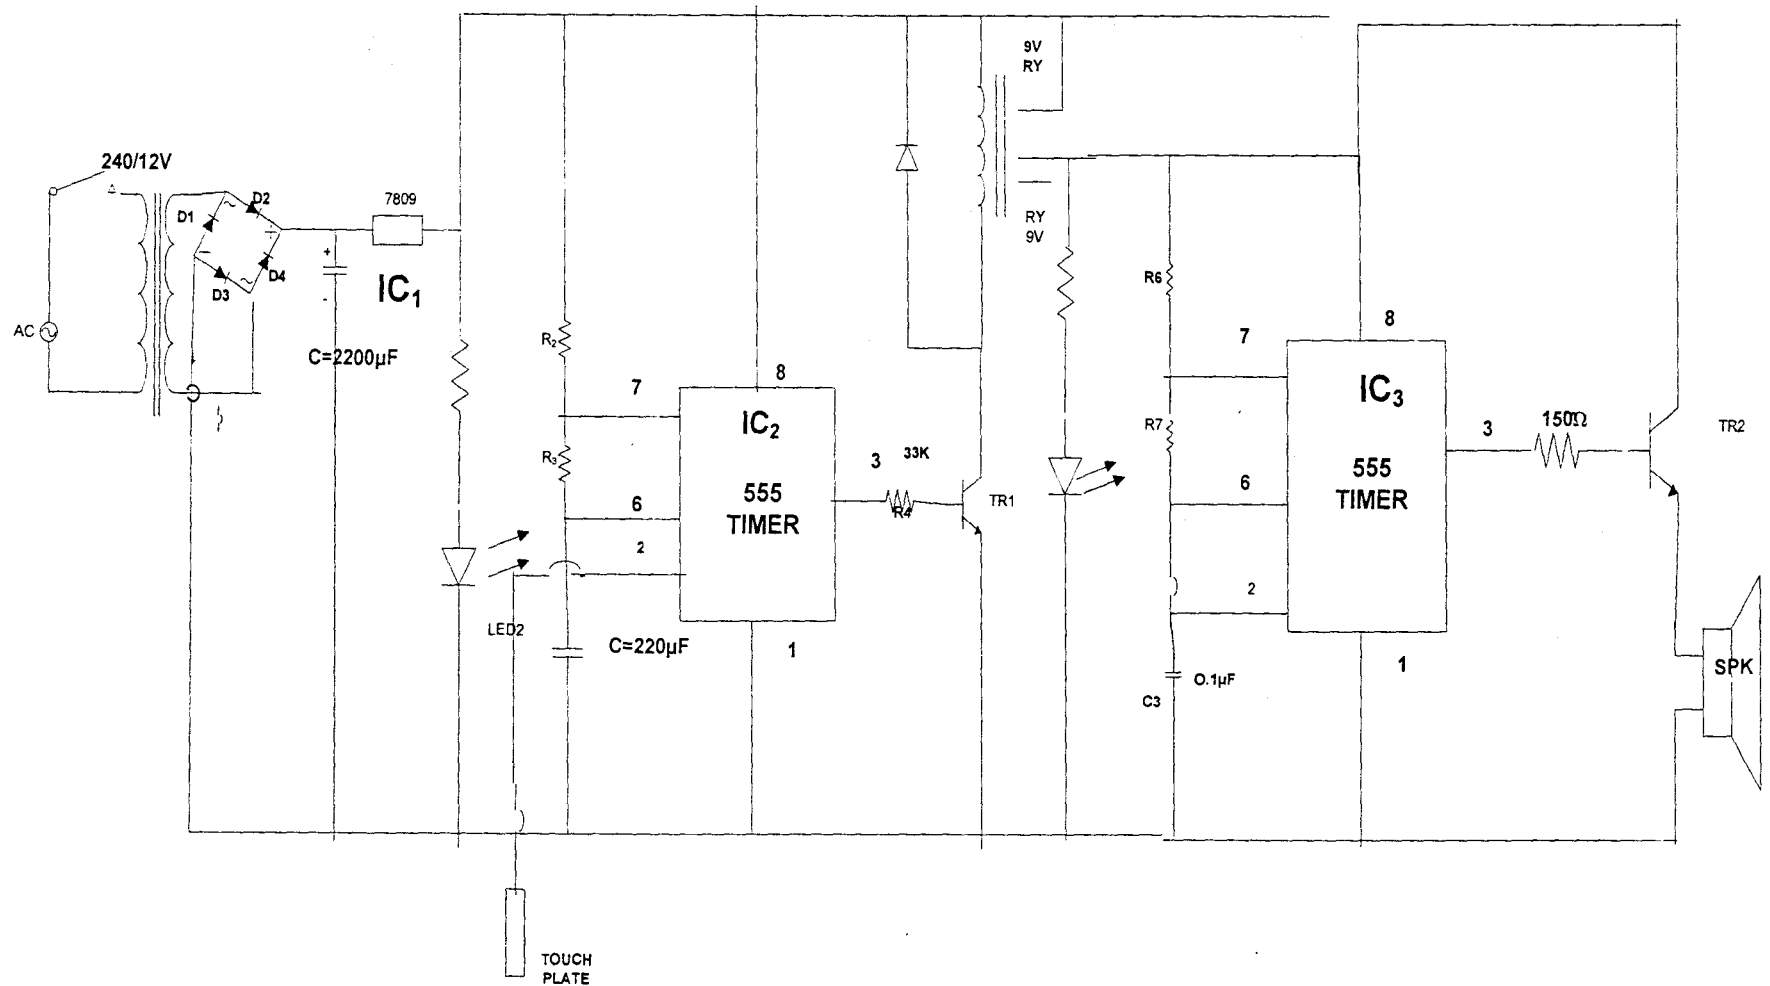 9V
RY
240/12V
D1
D2
D3
D4
7809
+
-
IC1
AC
C=2200µF
RY
9V
R2
7
8
IC2
R3
6
555
TIMER
2
3
33K
R4
TR1
LED2
C=220µF
1
TOUCH
PLATE
R6
7
8
IC3
R7
6
555
TIMER
2
3
150Ω
TR2
C3
0.1µF
1
SPK